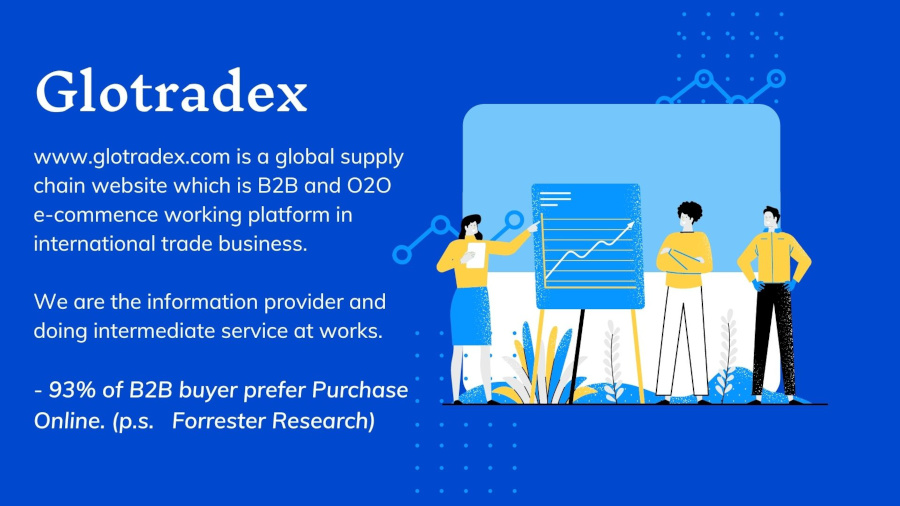 Glotradex
www.glotradex.com is a global supply
chain website which is B2B and O2O
e-commence working platform in
international trade business.
We are the information provider and
doing intermediate service at works.
- 93% of B2B buyer prefer Purchase
Online. (p.s.   Forrester Research)